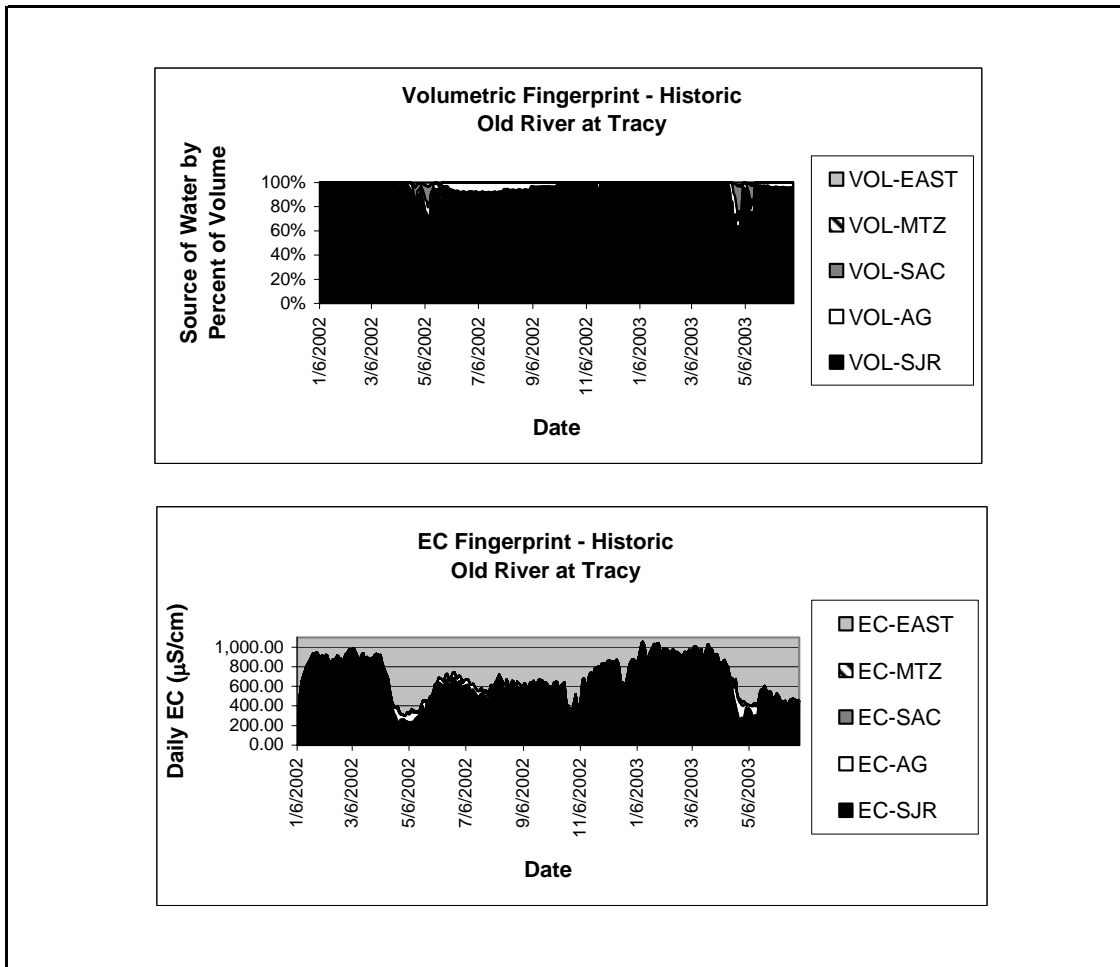 Volumetric Fingerprint - Historic
Old River at Tracy
Source of Water by
Percent of Volume
100%
80%
60%
40%
20%
0%
1/6/2002
3/6/2002
5/6/2002
7/6/2002
9/6/2002
11/6/2002
1/6/2003
3/6/2003
5/6/2003
Date
VOL-EAST
VOL-MTZ
VOL-SAC
VOL-AG
VOL-SJR
EC Fingerprint - Historic
Old River at Tracy
Daily EC (µS/cm)
1,000.00
800.00
600.00
400.00
200.00
0.00
1/6/2002
3/6/2002
5/6/2002
7/6/2002
9/6/2002
11/6/2002
1/6/2003
3/6/2003
5/6/2003
Date
EC-EAST
EC-MTZ
EC-SAC
EC-AG
EC-SJR